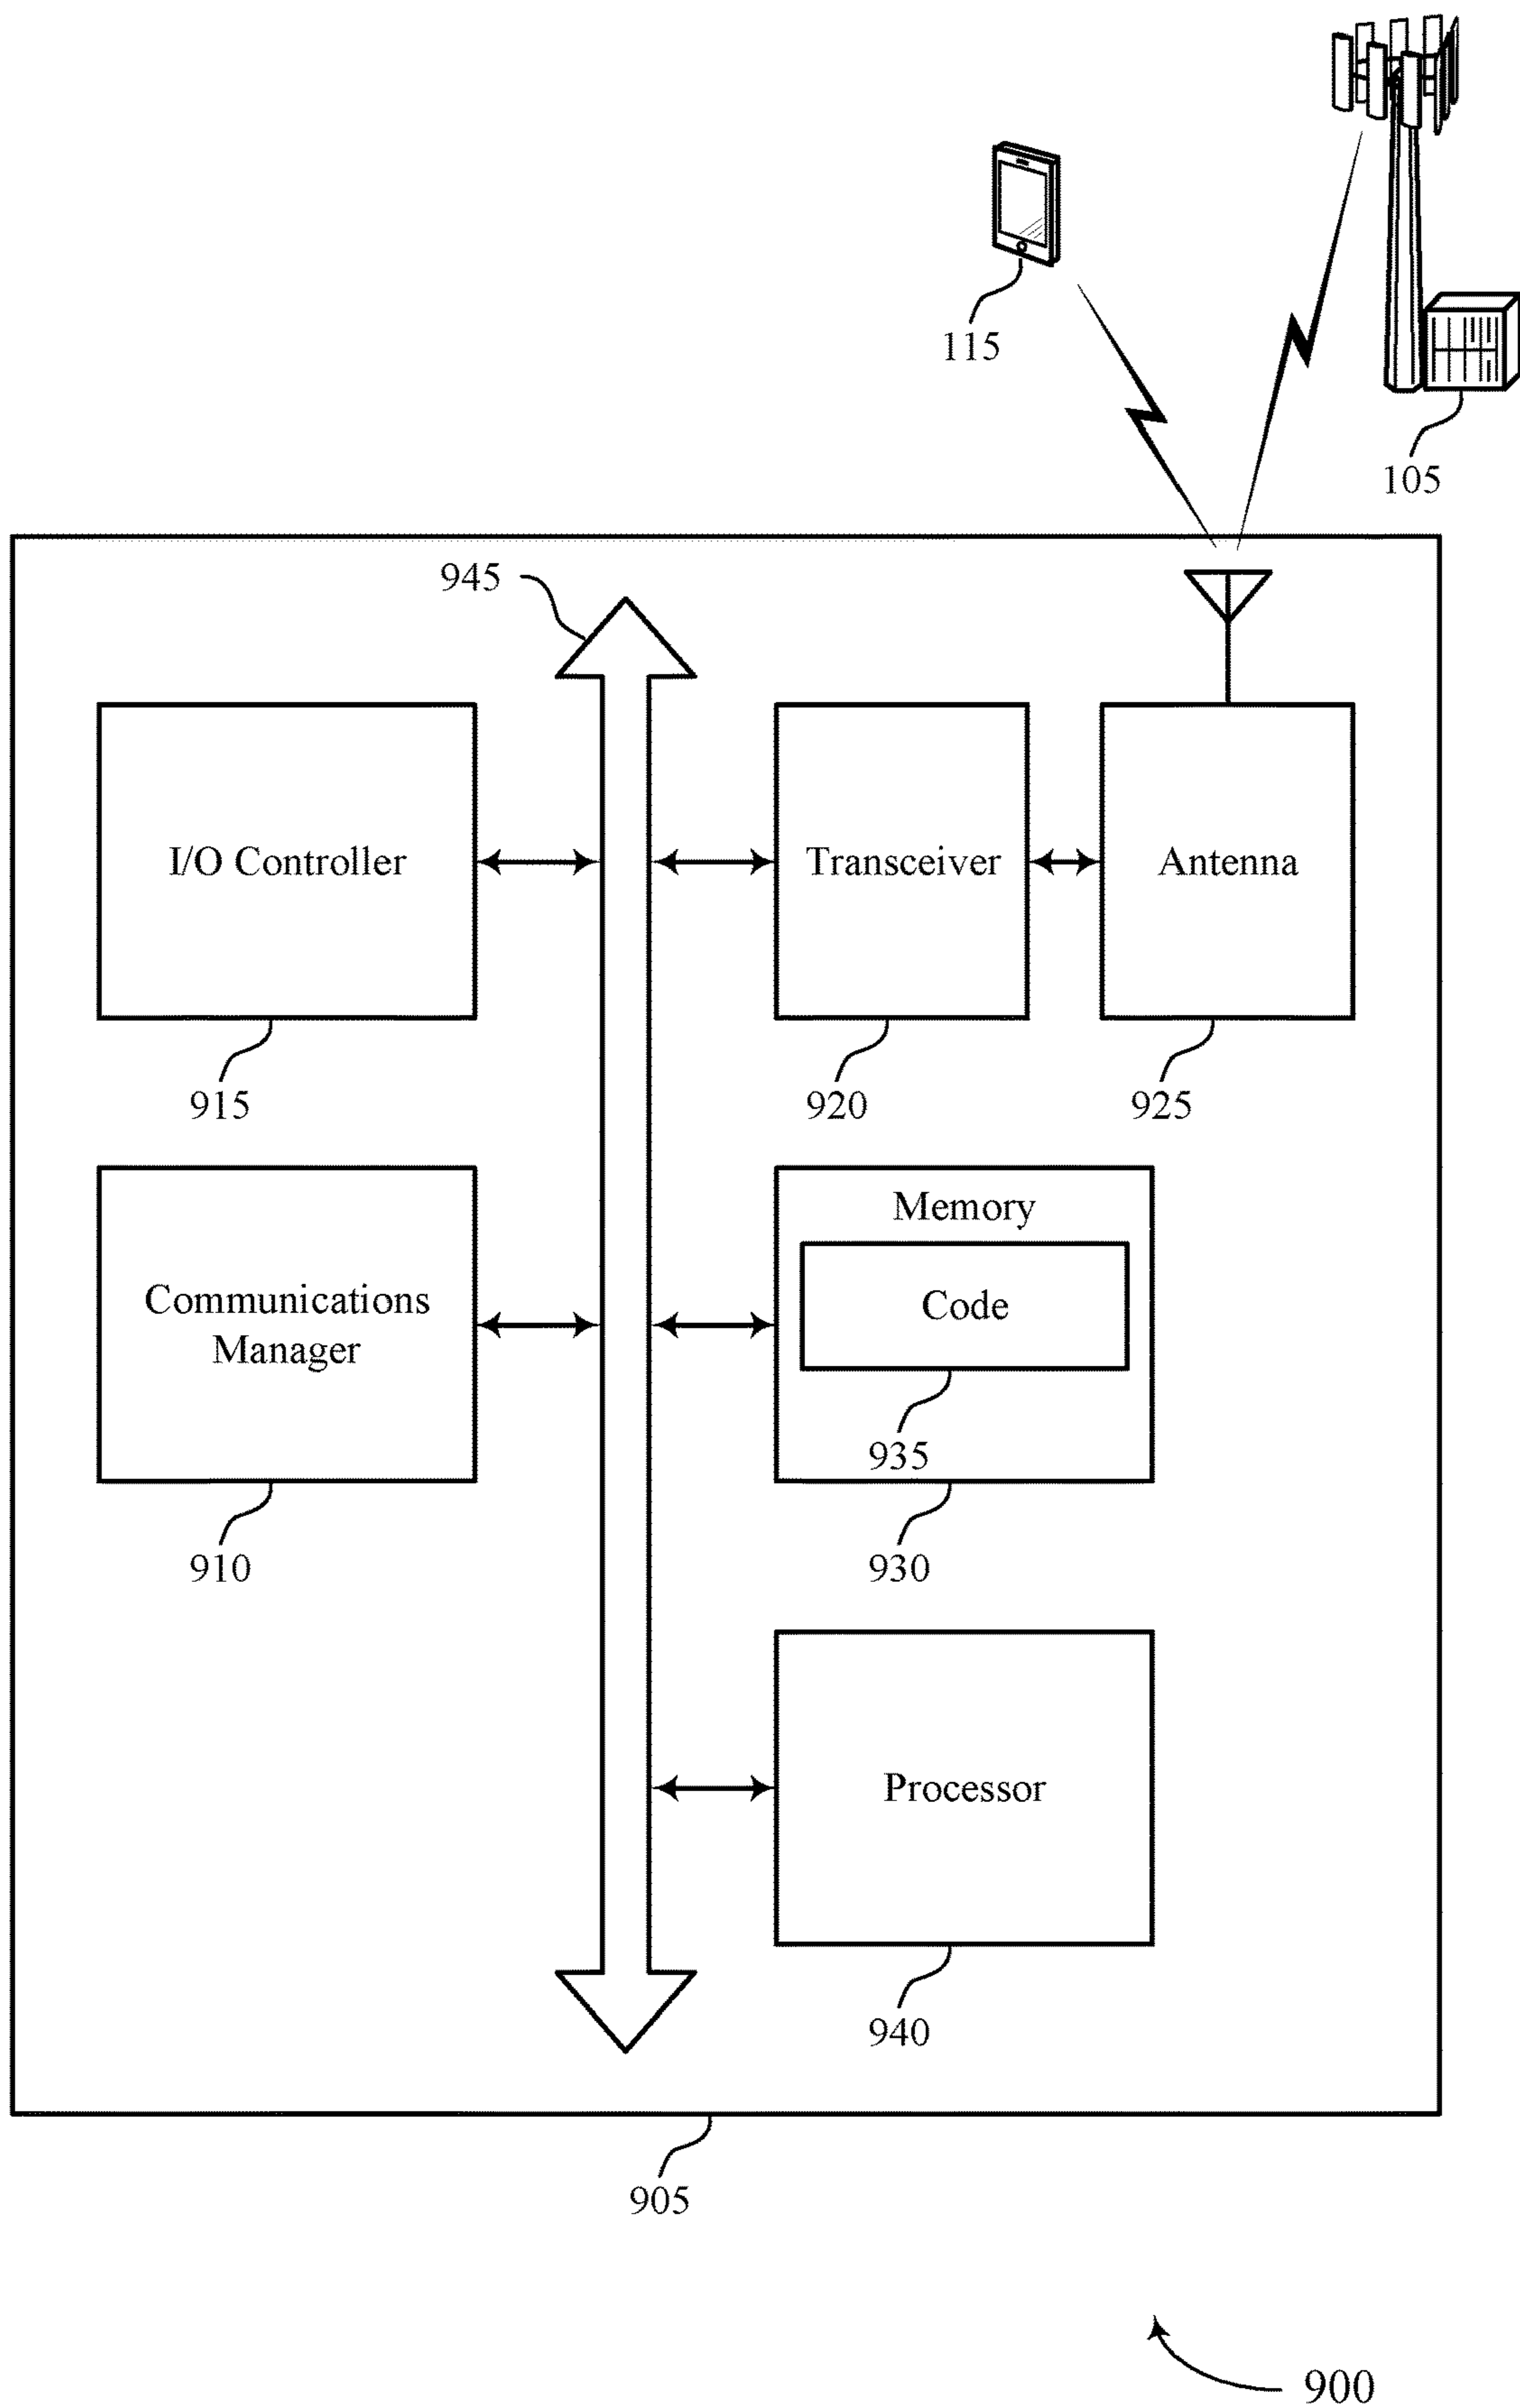 115
105
945
I/O Controller
Transceiver
Antenna
915
920
925
Communications
Manager
Memory
Code
935
910
930
Processor
940
905
900